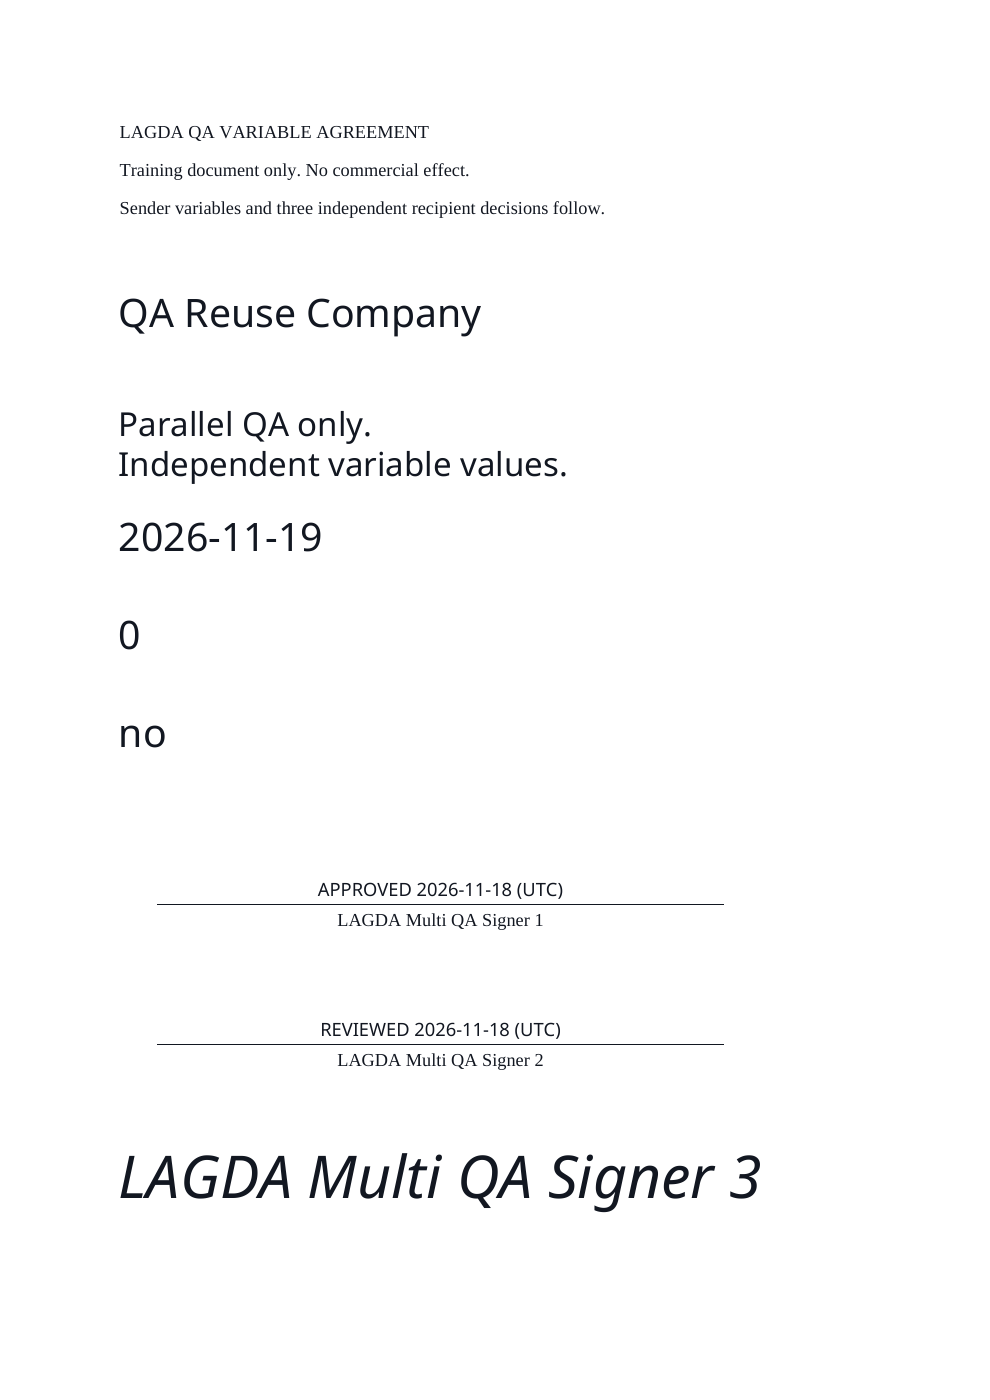 LAGDA QA VARIABLE AGREEMENT
Training document only. No commercial effect.
Sender variables and three independent recipient decisions follow.
QA Reuse Company
Parallel QA only.
Independent variable values.
2026-11-19
0
no
APPROVED 2026-11-18 (UTC)
LAGDA Multi QA Signer 1
REVIEWED 2026-11-18 (UTC)
LAGDA Multi QA Signer 2
LAGDA Multi QA Signer 3